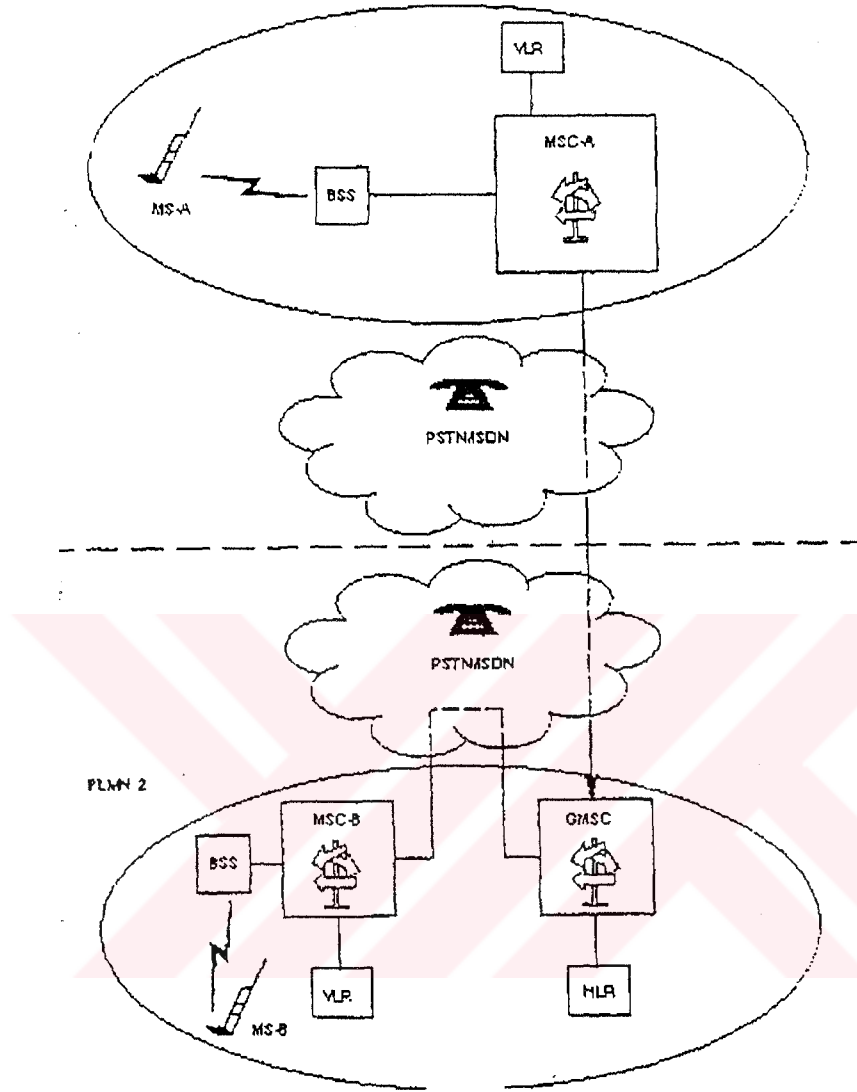 VLR
MSC-A
BSS
MS-A
PSTN/ISDN
PSTN/ISDN
PLMN 2
MSC-B
GMSC
BSS
VLR
HLR
MS-B